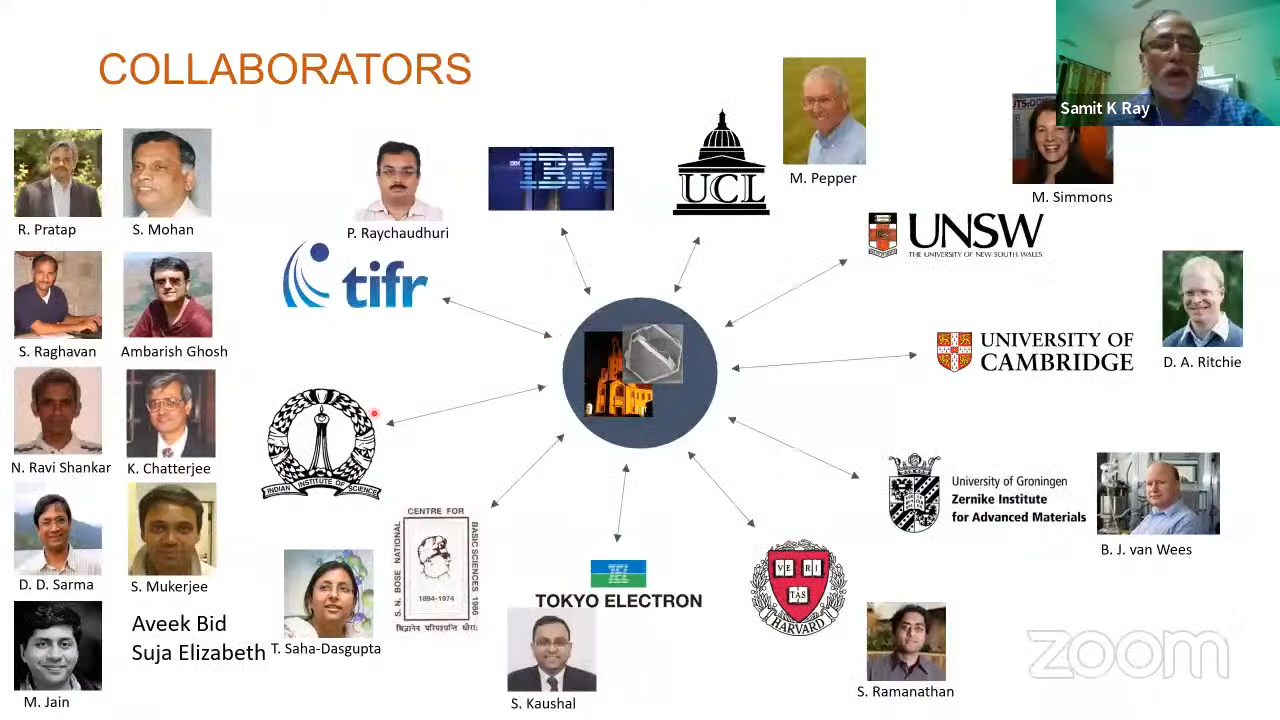 COLLABORATORS
Samit K Ray
R. Pratap
S. Mohan
P. Raychaudhuri
IBM
UCL
M. Pepper
M. Simmons
tifr
UNSW
THE UNIVERSITY OF NEW SOUTH WALES
S. Raghavan
Ambarish Ghosh
UNIVERSITY OF
CAMBRIDGE
D. A. Ritchie
N. Ravi Shankar
K. Chatterjee
INDIAN INSTITUTE OF SCIENCE
University of Groningen
Zernike Institute
for Advanced Materials
B. J. van Wees
D. D. Sarma
S. Mukerjee
CENTRE FOR
BASIC SCIENCES 1986
S. N. BOSE NATIONAL
1894-1974
TOKYO ELECTRON
VE RI
TAS
HARVARD
Aveek Bid
Suja Elizabeth
T. Saha-Dasgupta
M. Jain
S. Kaushal
S. Ramanathan
zoom